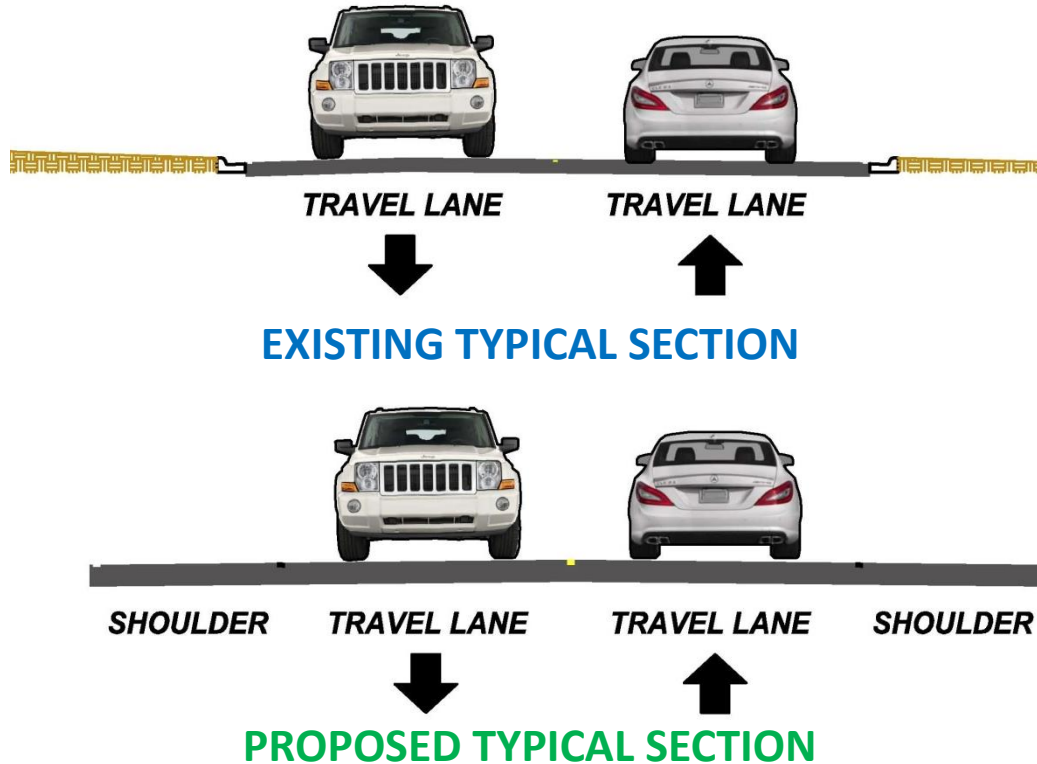 TRAVEL LANE TRAVEL LANE
EXISTING TYPICAL SECTION
SHOULDER TRAVEL LANE TRAVEL LANE SHOULDER
PROPOSED TYPICAL SECTION